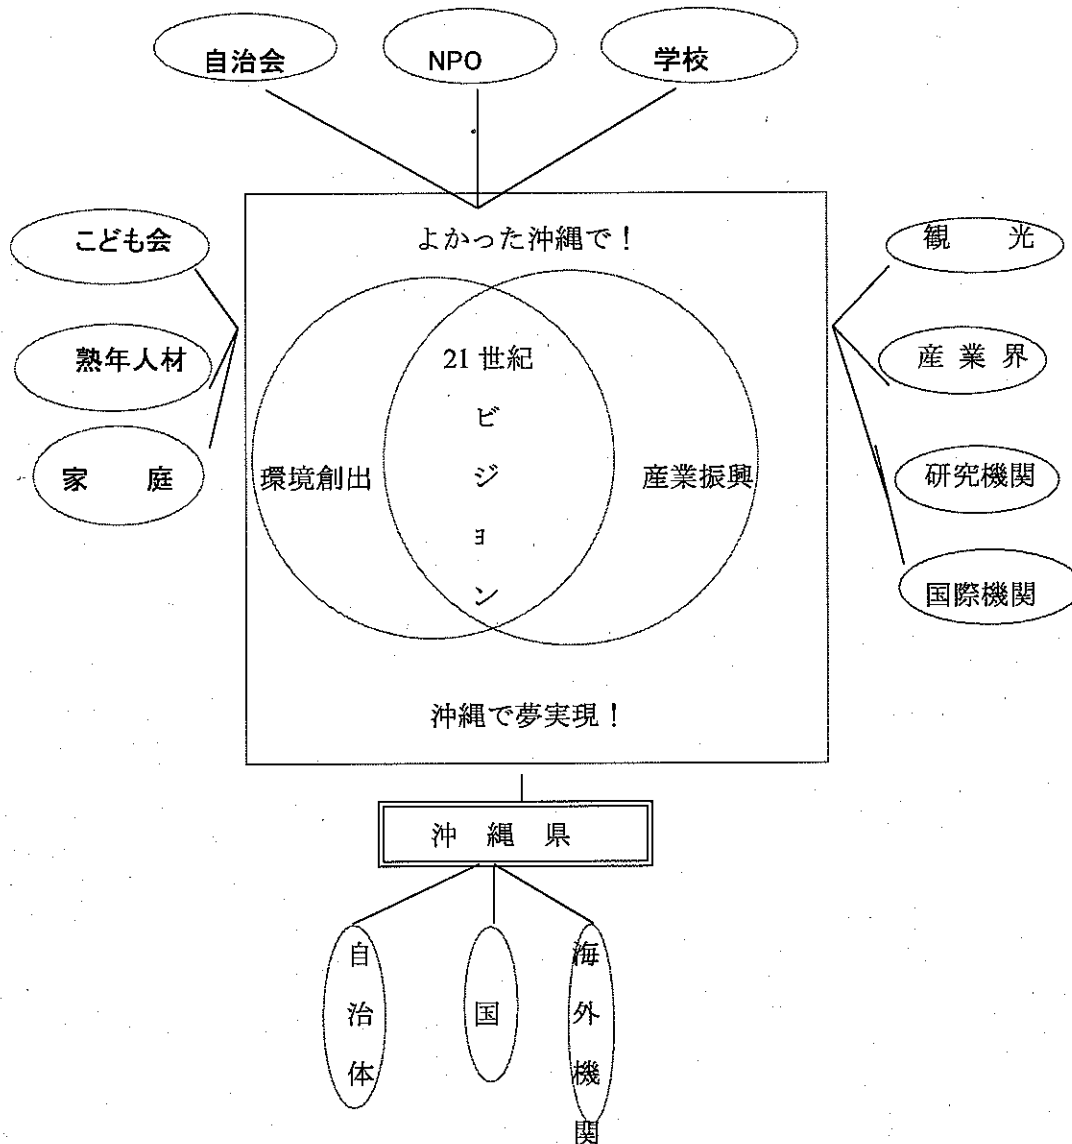 自治会
NPO
学校
よかった沖縄で！
こども会
熟年人材
家　庭
21世紀ビジョン
環境創出
産業振興
観　光
産 業 界
研究機関
国際機関
沖縄で夢実現！
沖　縄　県
自治体
国
海外機関